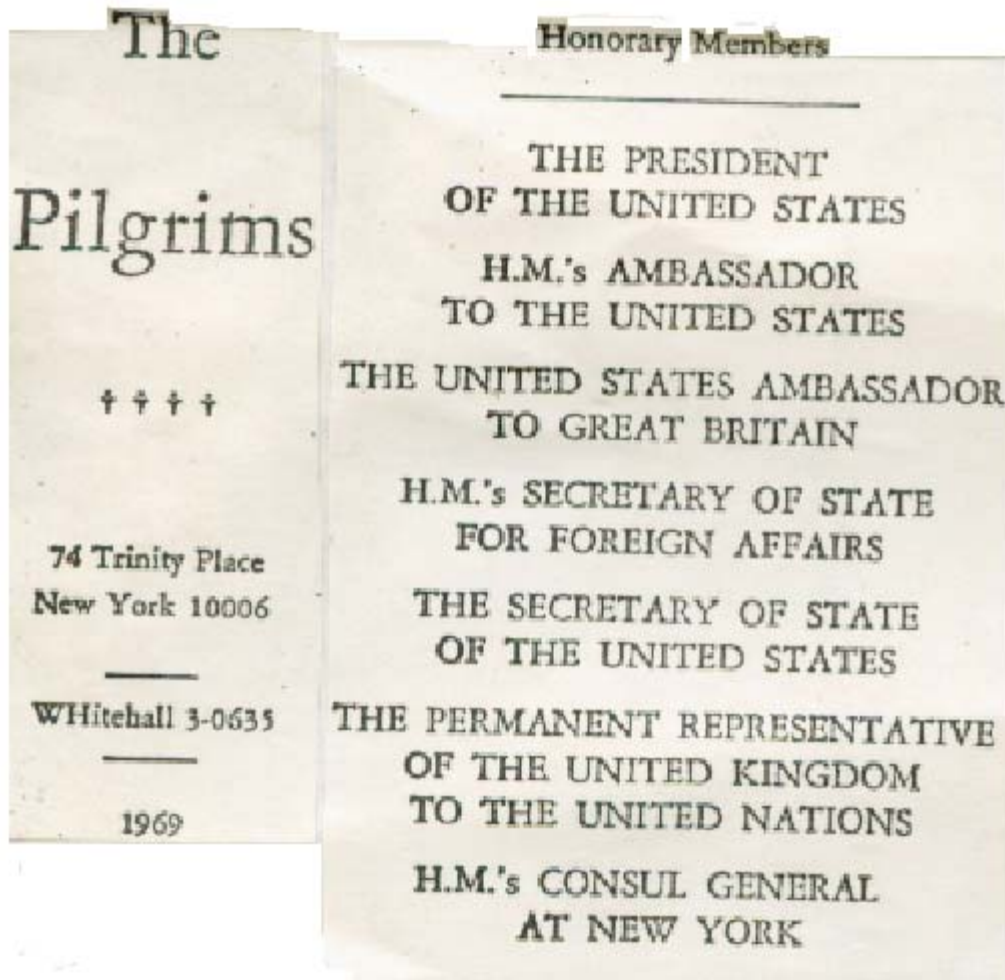 The
Pilgrims
† † † †
74 Trinity Place
New York 10006
WHitehall 3-0635
1969
Honorary Members
THE PRESIDENT
OF THE UNITED STATES
H.M.'s AMBASSADOR
TO THE UNITED STATES
THE UNITED STATES AMBASSADOR
TO GREAT BRITAIN
H.M.'s SECRETARY OF STATE
FOR FOREIGN AFFAIRS
THE SECRETARY OF STATE
OF THE UNITED STATES
THE PERMANENT REPRESENTATIVE
OF THE UNITED KINGDOM
TO THE UNITED NATIONS
H.M.'s CONSUL GENERAL
AT NEW YORK